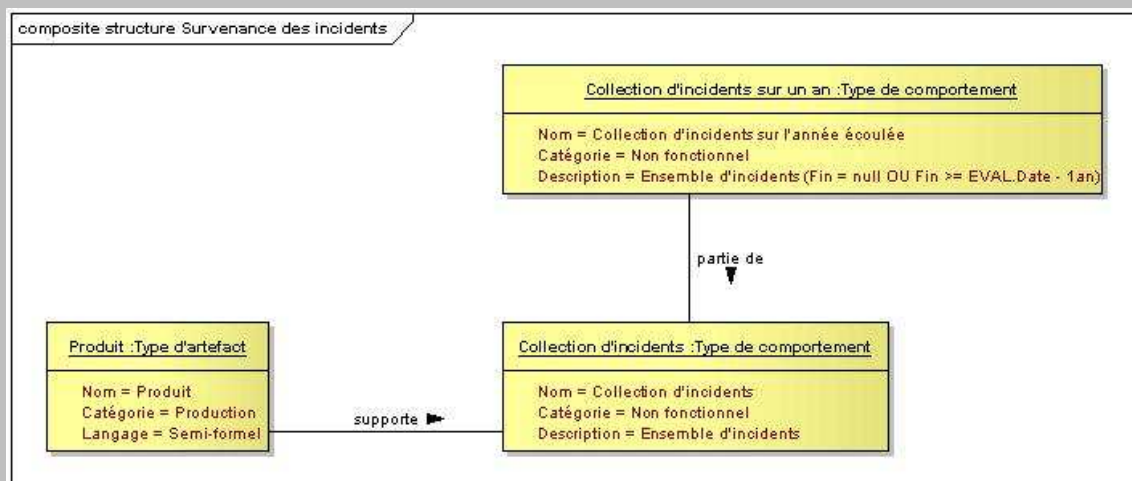 composite structure Survenance des incidents
Collection d'incidents sur un an :Type de comportement
Nom = Collection d'incidents sur l'année écoulée
Catégorie = Non fonctionnel
Description = Ensemble d'incidents (Fin = null OU Fin >= EVAL.Date - 1an)
partie de
Produit :Type d'artefact
Nom = Produit
Catégorie = Production
Langage = Semi-formel
supporte
Collection d'incidents :Type de comportement
Nom = Collection d'incidents
Catégorie = Non fonctionnel
Description = Ensemble d'incidents